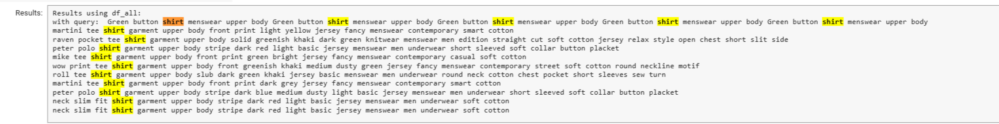 Results:
Results using df_all:
with query:  Green button shirt menswear upper body Green button shirt menswear upper body Green button shirt menswear upper body Green button shirt menswear upper body Green button shirt menswear upper body
martini tee shirt garment upper body front print light yellow jersey fancy menswear contemporary smart cotton
raven pocket tee shirt garment upper body solid greenish khaki dark green knitwear menswear men edition straight cut soft cotton jersey relax style open chest short slit side
peter polo shirt garment upper body stripe dark red light basic jersey menswear men underwear short sleeved soft collar button placket
mike tee shirt garment upper body front print green bright jersey fancy menswear contemporary casual soft cotton
wow print tee shirt garment upper body front greenish khaki medium dusty green jersey fancy menswear contemporary street soft cotton round neckline motif
roll tee shirt garment upper body slub dark green khaki jersey basic menswear men underwear round neck cotton chest pocket short sleeves sew turn
martini tee shirt garment upper body front print dark grey jersey fancy menswear contemporary smart cotton
peter polo shirt garment upper body stripe dark blue medium dusty light basic jersey menswear men underwear short sleeved soft collar button placket
neck slim fit shirt garment upper body stripe dark red light basic jersey menswear men underwear soft cotton
neck slim fit shirt garment upper body stripe dark red light basic jersey menswear men underwear soft cotton